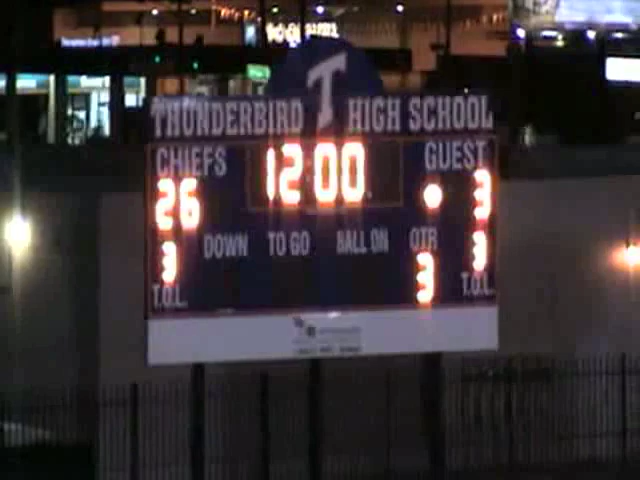 T
THUNDERBIRD HIGH SCHOOL
CHIEFS 12:00 GUEST
26 3
DOWN TO GO BALL ON QTR
3 3 3
T.O.L. T.O.L.